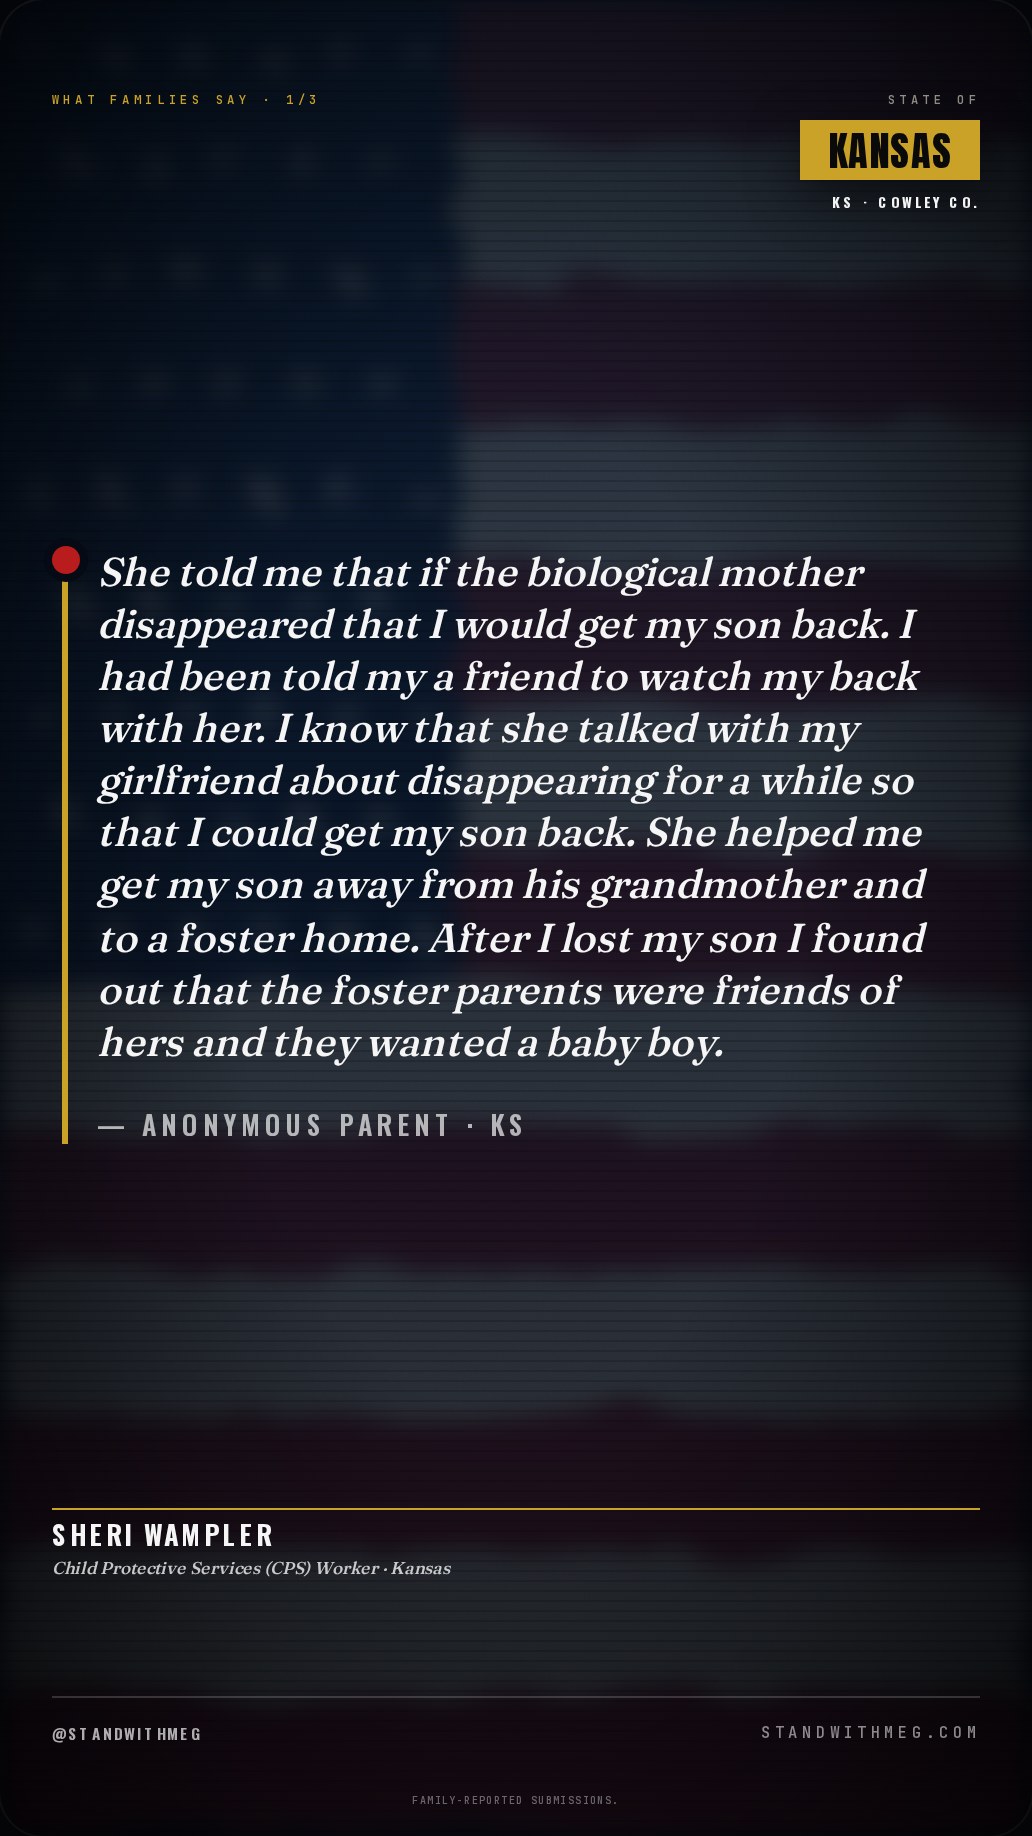 WHAT FAMILIES SAY · 1/3
STATE OF
KANSAS
KS · COWLEY CO.
She told me that if the biological mother
disappeared that I would get my son back. I
had been told my a friend to watch my back
with her. I know that she talked with my
girlfriend about disappearing for a while so
that I could get my son back. She helped me
get my son away from his grandmother and
to a foster home. After I lost my son I found
out that the foster parents were friends of
hers and they wanted a baby boy.
— ANONYMOUS PARENT · KS
SHERI WAMPLER
Child Protective Services (CPS) Worker · Kansas
@STANDWITHMEG
STANDWITHMEG.COM
FAMILY-REPORTED SUBMISSIONS.